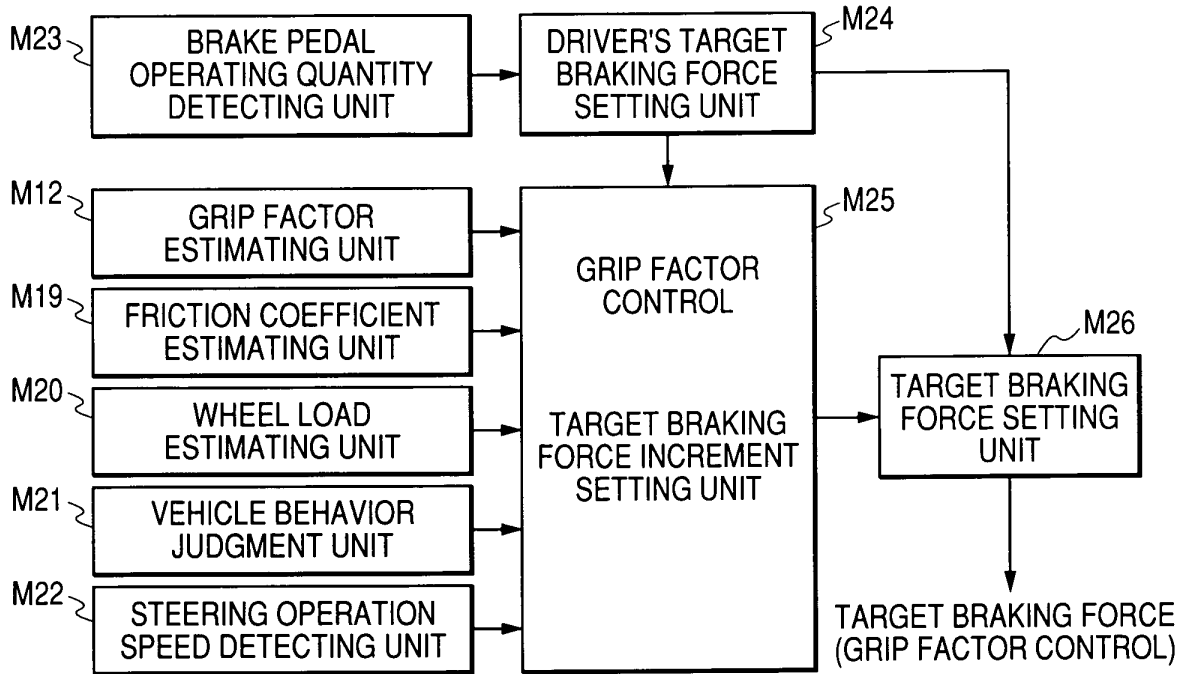 M23
BRAKE PEDAL
OPERATING QUANTITY
DETECTING UNIT
DRIVER'S TARGET
BRAKING FORCE
SETTING UNIT
M24
M12
GRIP FACTOR
ESTIMATING UNIT
M19
FRICTION COEFFICIENT
ESTIMATING UNIT
M20
WHEEL LOAD
ESTIMATING UNIT
M21
VEHICLE BEHAVIOR
JUDGMENT UNIT
M22
STEERING OPERATION
SPEED DETECTING UNIT
M25
GRIP FACTOR
CONTROL
TARGET BRAKING
FORCE INCREMENT
SETTING UNIT
M26
TARGET BRAKING
FORCE SETTING
UNIT
TARGET BRAKING FORCE
(GRIP FACTOR CONTROL)